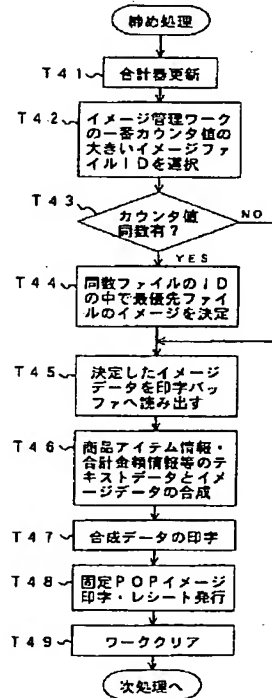 締め処理
T41
合計器更新
T42
イメージ管理ワーク
の一番カウンタ値の
大きいイメージファ
イルIDを選択
T43
カウンタ値
同数有?
NO
YES
T44
同数ファイルのID
の中で最優先ファイ
ルのイメージを決定
T45
決定したイメージ
データを印字バッ
ファへ読み出す
T46
商品アイテム情報・
合計金額情報等のテ
キストデータとイメ
ージデータの合成
T47
合成データの印字
T48
固定POPイメージ
印字・レシート発行
T49
ワーククリア
次処理へ